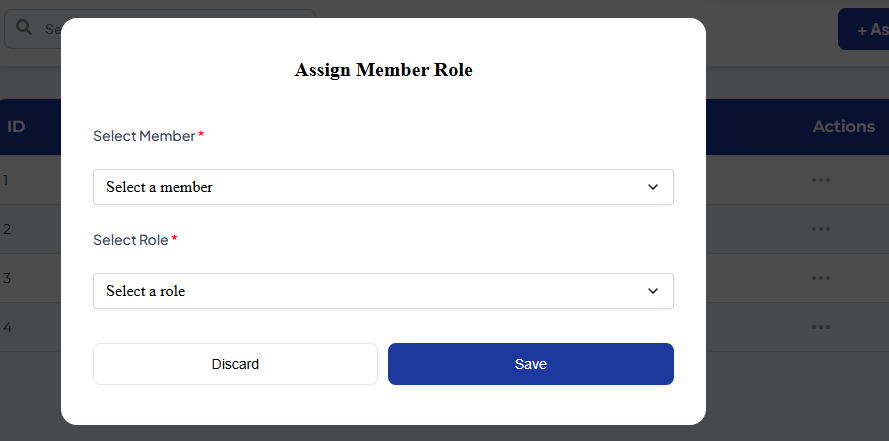 + As
Assign Member Role
ID
Actions
Select Member *
1
Select a member
2
Select Role *
3
Select a role
4
Discard
Save